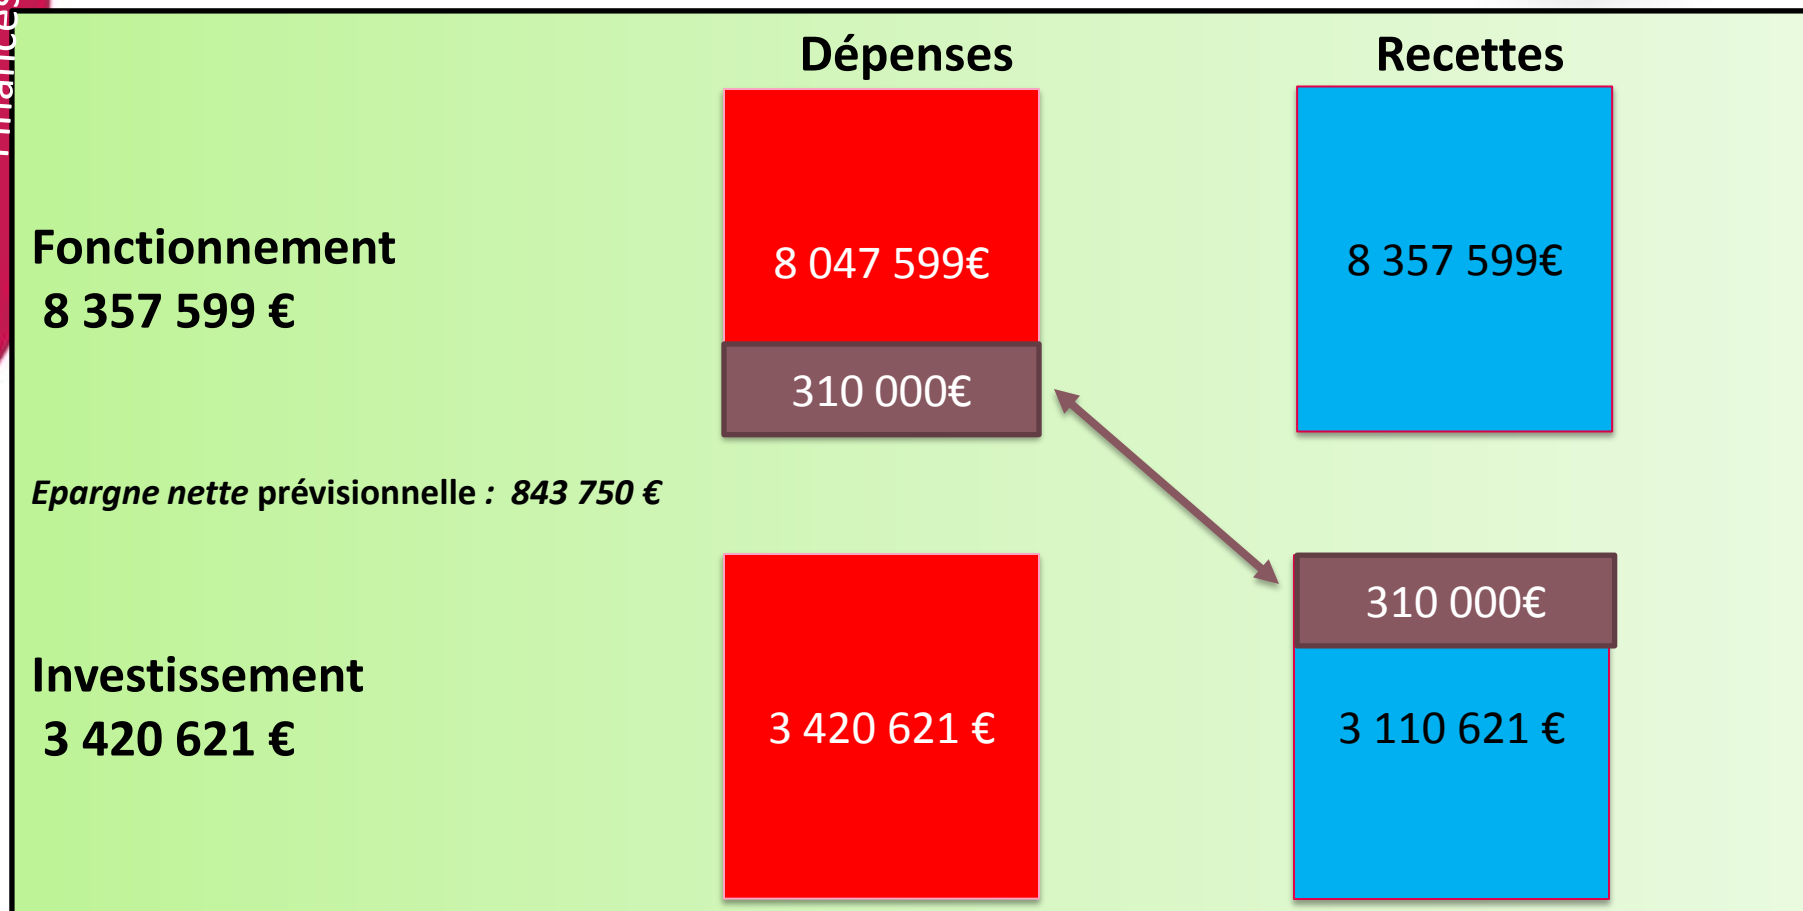 Finances
Dépenses
Recettes
Fonctionnement
8 357 599 €
8 047 599€
8 357 599€
310 000€
Epargne nette prévisionnelle : 843 750 €
310 000€
Investissement
3 420 621 €
3 420 621 €
3 110 621 €